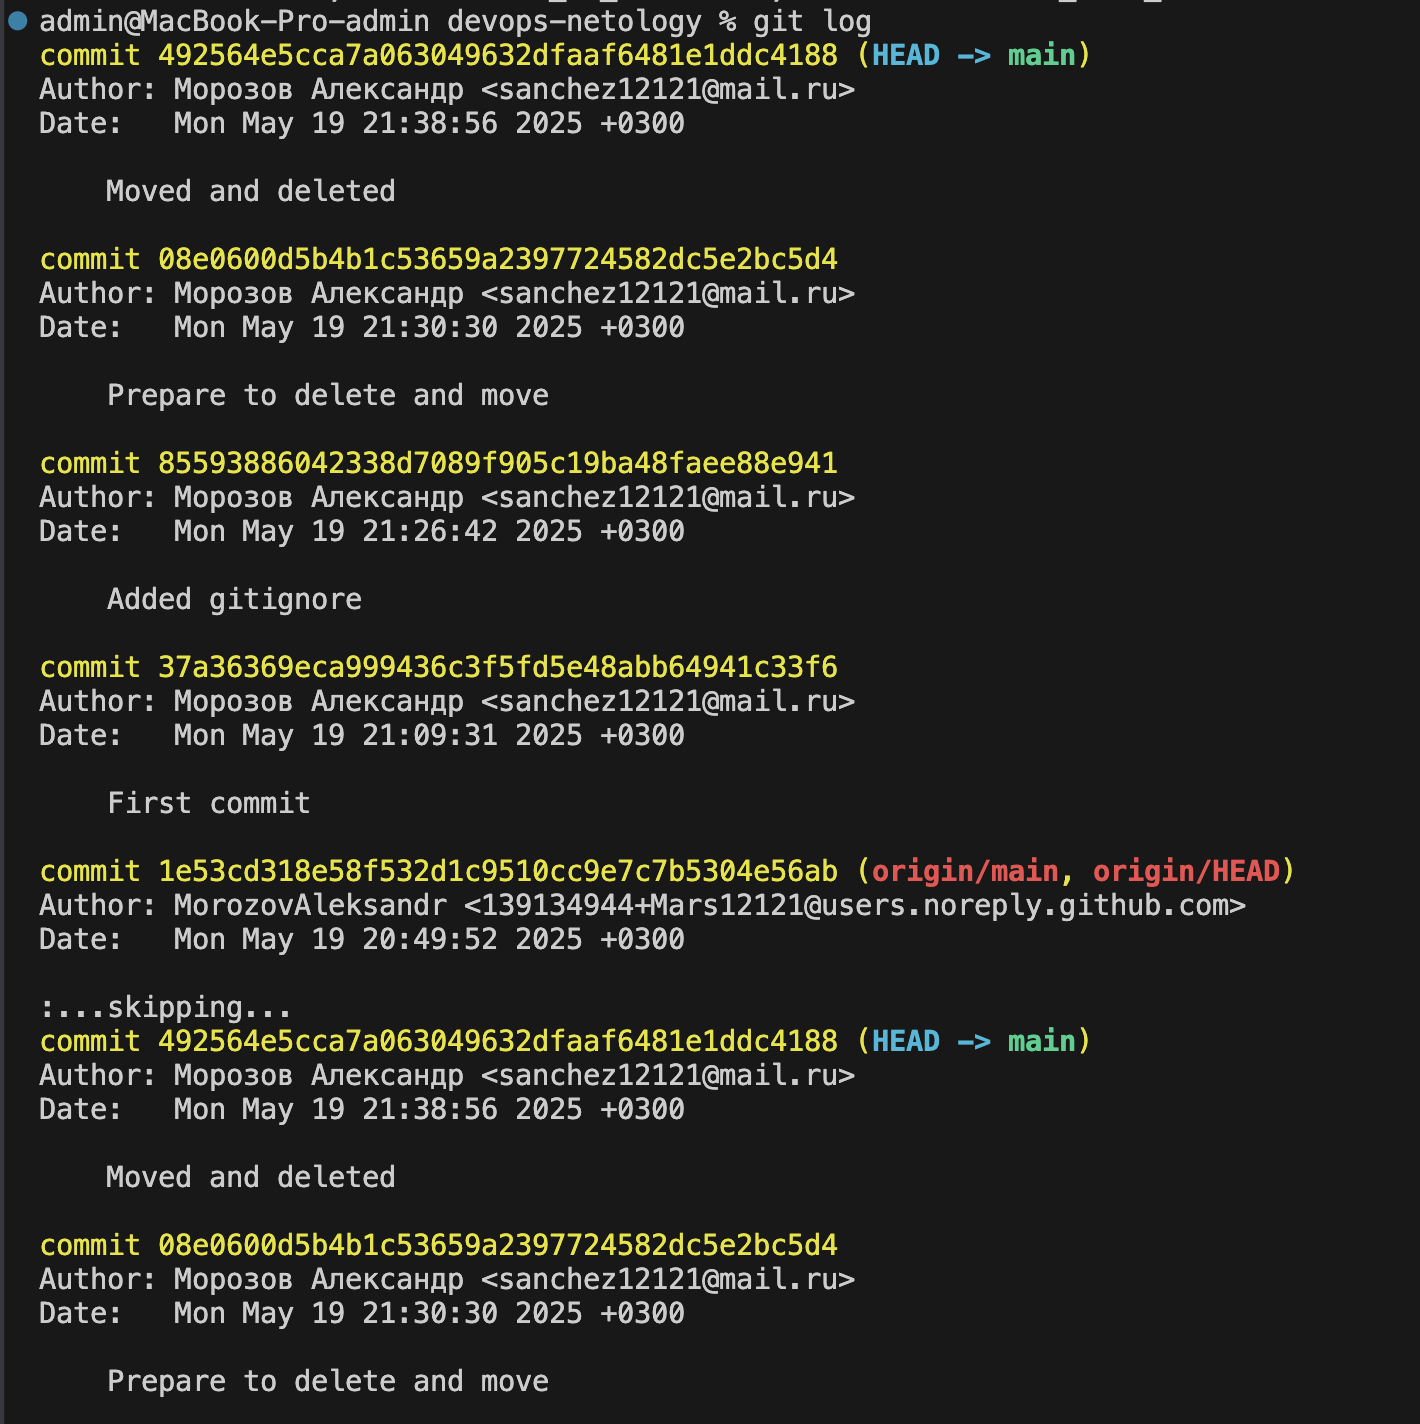 admin@MacBook-Pro-admin devops-netology % git log
commit 492564e5cca7a063049632dfaaf6481e1ddc4188 (HEAD -> main)
Author: Морозов Александр <sanchez12121@mail.ru>
Date:   Mon May 19 21:38:56 2025 +0300
Moved and deleted
commit 08e0600d5b4b1c53659a2397724582dc5e2bc5d4
Author: Морозов Александр <sanchez12121@mail.ru>
Date:   Mon May 19 21:30:30 2025 +0300
Prepare to delete and move
commit 85593886042338d7089f905c19ba48faee88e941
Author: Морозов Александр <sanchez12121@mail.ru>
Date:   Mon May 19 21:26:42 2025 +0300
Added gitignore
commit 37a36369eca999436c3f5fd5e48abb64941c33f6
Author: Морозов Александр <sanchez12121@mail.ru>
Date:   Mon May 19 21:09:31 2025 +0300
First commit
commit 1e53cd318e58f532d1c9510cc9e7c7b5304e56ab (origin/main, origin/HEAD)
Author: MorozovAleksandr <139134944+Mars12121@users.noreply.github.com>
Date:   Mon May 19 20:49:52 2025 +0300
:...skipping...
commit 492564e5cca7a063049632dfaaf6481e1ddc4188 (HEAD -> main)
Author: Морозов Александр <sanchez12121@mail.ru>
Date:   Mon May 19 21:38:56 2025 +0300
Moved and deleted
commit 08e0600d5b4b1c53659a2397724582dc5e2bc5d4
Author: Морозов Александр <sanchez12121@mail.ru>
Date:   Mon May 19 21:30:30 2025 +0300
Prepare to delete and move